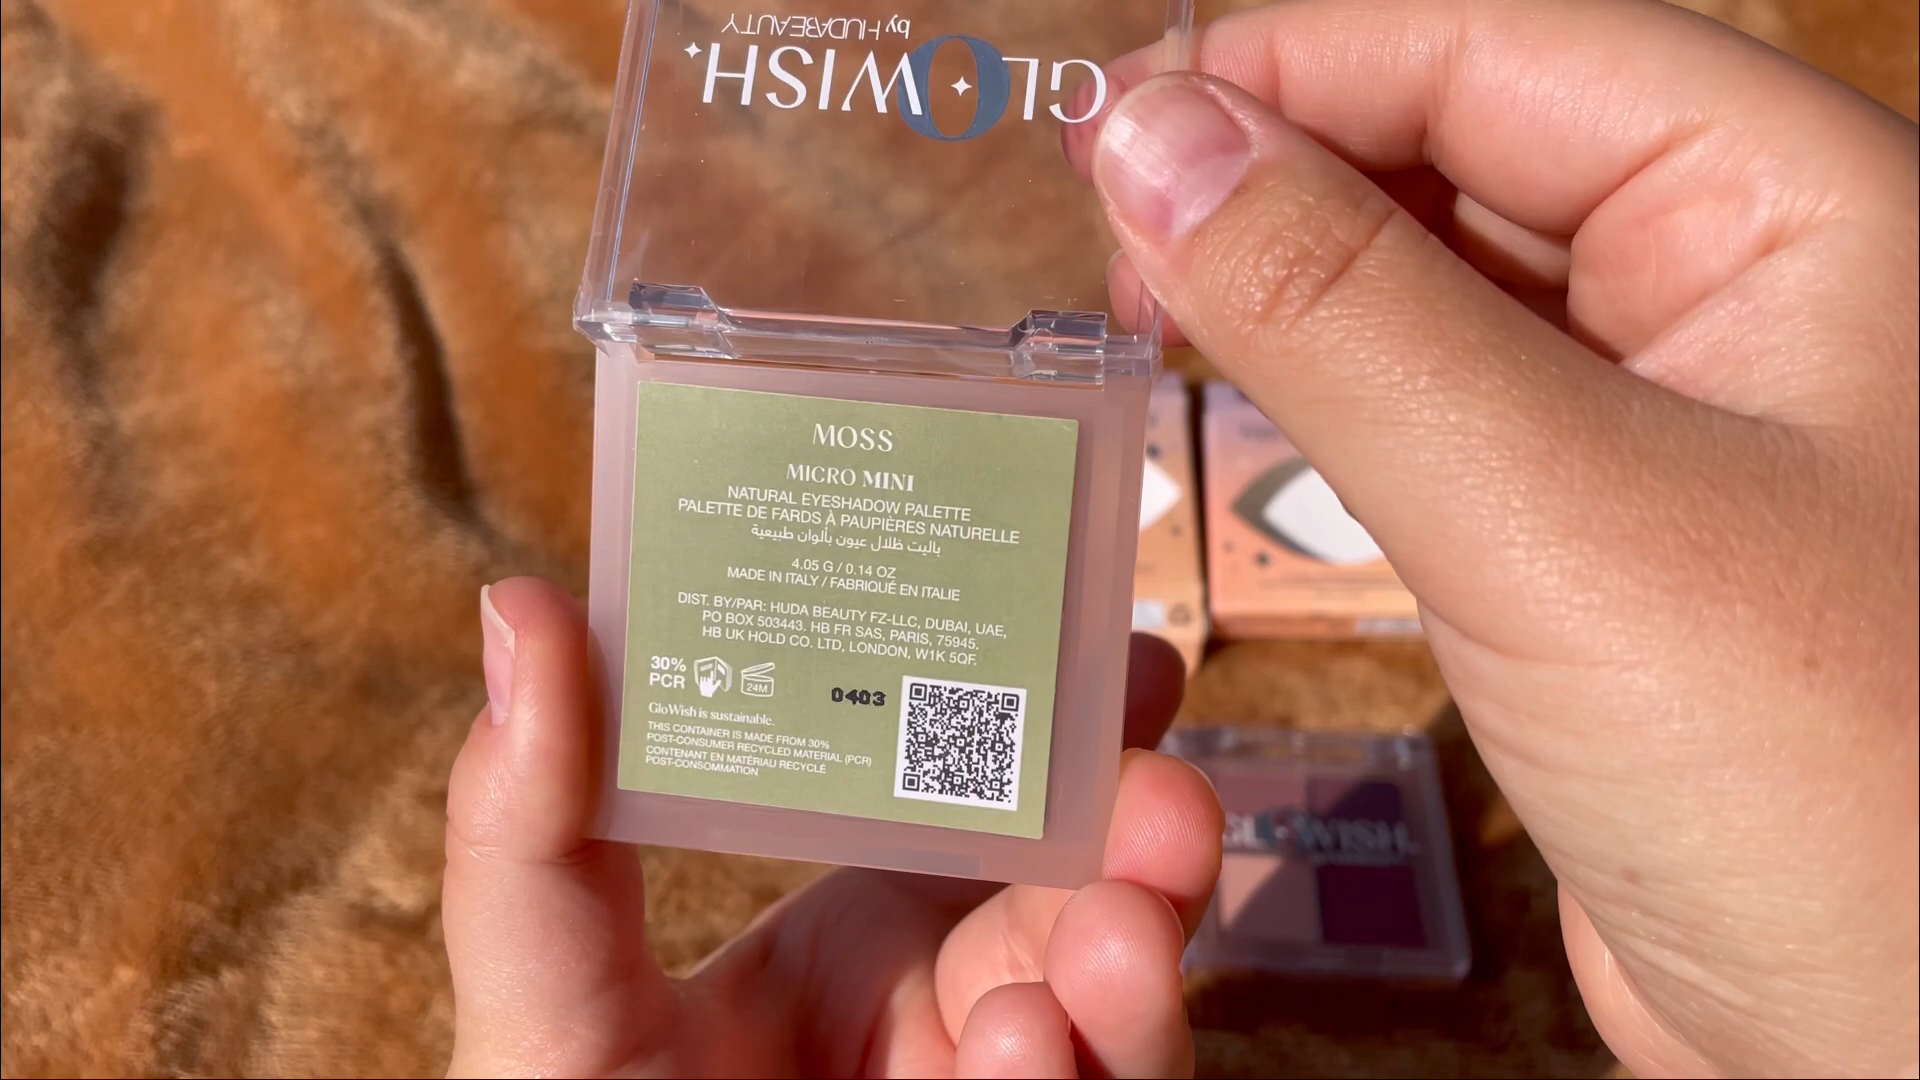 by HUDABEAUTY
GLOWISH
MOSS
MICRO MINI
NATURAL EYESHADOW PALETTE
PALETTE DE FARDS À PAUPIÈRES NATURELLE
باليت ظلال عيون بألوان طبيعية
4.05 G / 0.14 OZ
MADE IN ITALY / FABRIQUÉ EN ITALIE
DIST. BY/PAR: HUDA BEAUTY FZ-LLC, DUBAI, UAE,
PO BOX 503443. HB FR SAS, PARIS, 75945.
HB UK HOLD CO. LTD, LONDON, W1K 5QF.
30%
PCR
24M
0403
GloWish is sustainable.
THIS CONTAINER IS MADE FROM 30%
POST-CONSUMER RECYCLED MATERIAL (PCR)
CONTENANT EN MATÉRIAU RECYCLÉ
POST-CONSOMMATION
GLOWISH